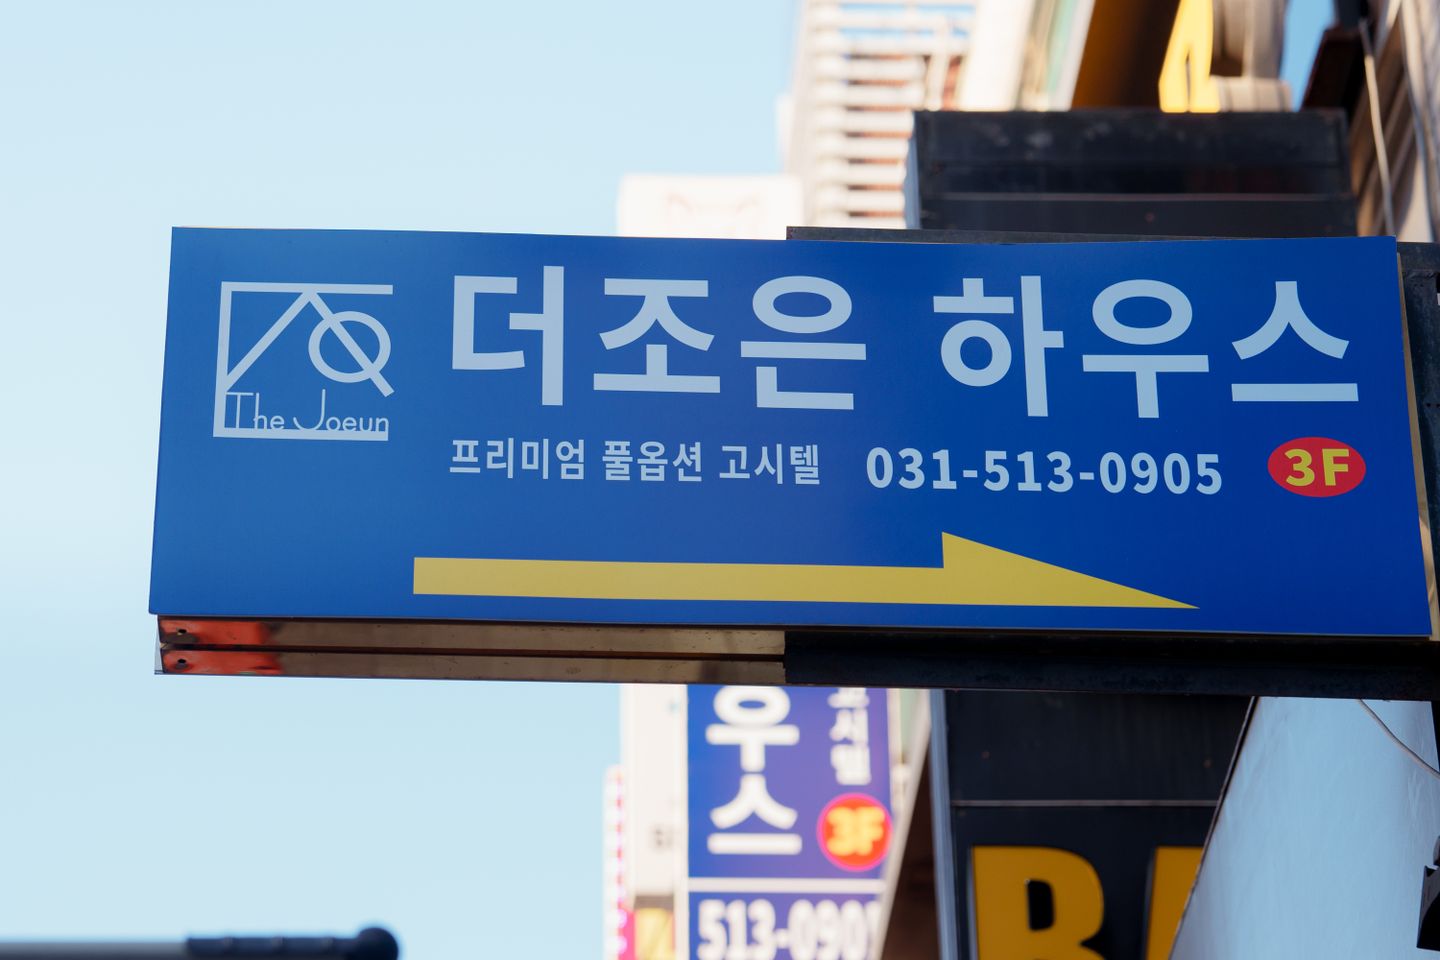 더조은 하우스
The Joeun
프리미엄 풀옵션 고시텔 031-513-0905 3F
우스
고시텔
3F
513-090
B